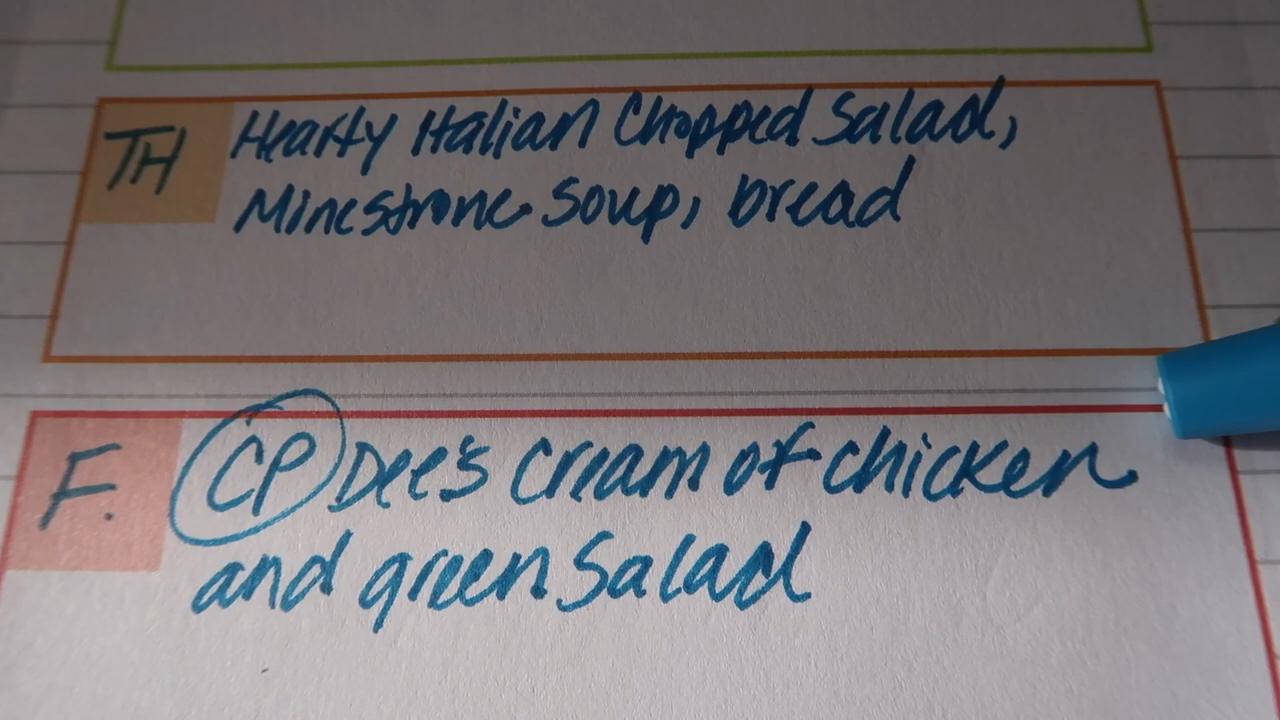 TH
Hearty Italian Chopped Salad,
Minestrone Soup, bread
F.
CP Dee's cream of chicken
and green Salad